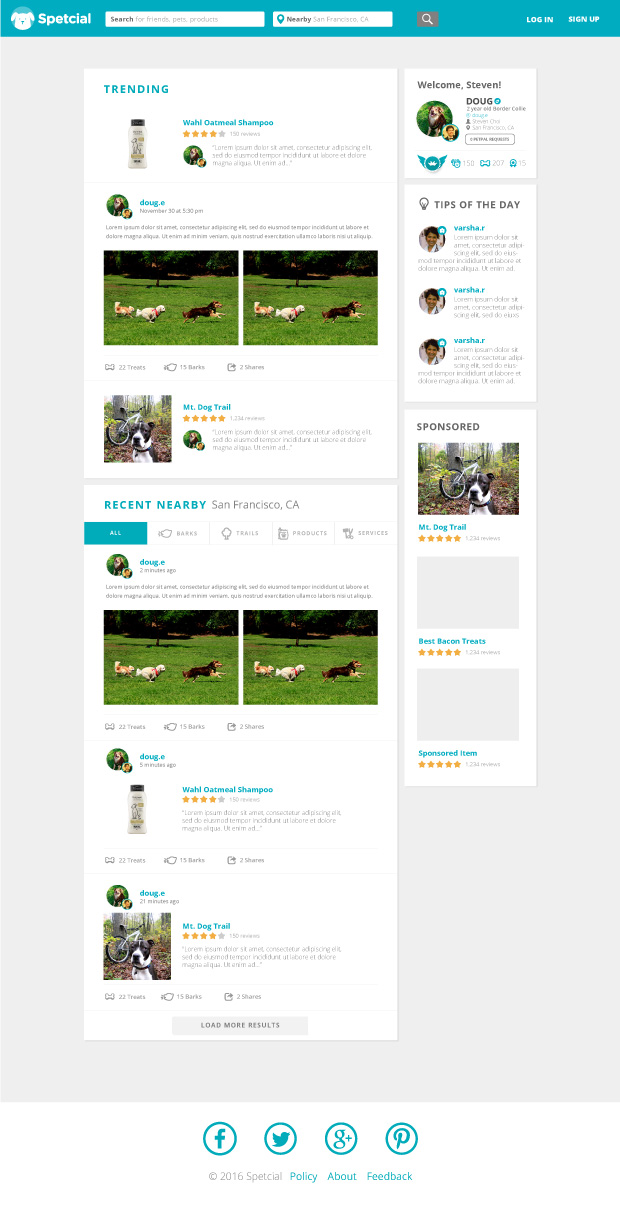 Spetcial
Search for friends, pets, products
Nearby San Francisco, CA
LOG IN
SIGN UP
TRENDING
Wahl Oatmeal Shampoo
150 reviews
"Lorem ipsum dolor sit amet, consectetur adipiscing elit,
sed do eiusmod tempor incididunt ut labore et dolore
magna aliqua. Ut enim ad..."
doug.e
November 30 at 5:30 pm
Lorem ipsum dolor sit amet, consectetur adipiscing elit, sed do eiusmod tempor incididunt ut labore et
dolore magna aliqua. Ut enim ad minim veniam, quis nostrud exercitation ullamco laboris nisi ut aliquip.
22 Treats
15 Barks
2 Shares
Mt. Dog Trail
1,234 reviews
"Lorem ipsum dolor sit amet, consectetur adipiscing elit,
sed do eiusmod tempor incididunt ut labore et dolore
magna aliqua. Ut enim ad..."
RECENT NEARBY San Francisco, CA
ALL
BARKS
TRAILS
PRODUCTS
SERVICES
doug.e
2 minutes ago
Lorem ipsum dolor sit amet, consectetur adipiscing elit, sed do eiusmod tempor incididunt ut labore et
dolore magna aliqua. Ut enim ad minim veniam, quis nostrud exercitation ullamco laboris nisi ut aliquip.
22 Treats
15 Barks
2 Shares
doug.e
5 minutes ago
Wahl Oatmeal Shampoo
150 reviews
"Lorem ipsum dolor sit amet, consectetur adipiscing elit,
sed do eiusmod tempor incididunt ut labore et dolore
magna aliqua. Ut enim ad..."
22 Treats
15 Barks
2 Shares
doug.e
21 minutes ago
Mt. Dog Trail
150 reviews
"Lorem ipsum dolor sit amet, consectetur adipiscing elit,
sed do eiusmod tempor incididunt ut labore et dolore
magna aliqua. Ut enim ad..."
22 Treats
15 Barks
2 Shares
LOAD MORE RESULTS
Welcome, Steven!
DOUG
2 year old Border Collie
doug.e
Steven Cho
San Francisco, CA
0 PETPAL REQUESTS
150
207
15
TIPS OF THE DAY
varsha.r
Lorem ipsum dolor sit
amet, consectetur adipi-
scing elit, sed do eius-
mod tempor incididunt ut labore et
dolore magna aliqua. Ut enim ad.
varsha.r
Lorem ipsum dolor sit
amet, consectetur adipi-
scing elit, sed do eiuxs
varsha.r
Lorem ipsum dolor sit
amet, consectetur adipi-
scing elit, sed do eius-
mod tempor incididunt ut labore et
dolore magna aliqua. Ut enim ad.
SPONSORED
Mt. Dog Trail
1,234 reviews
Best Bacon Treats
1,234 reviews
Sponsored Item
1,234 reviews
© 2016 Spetcial Policy About Feedback